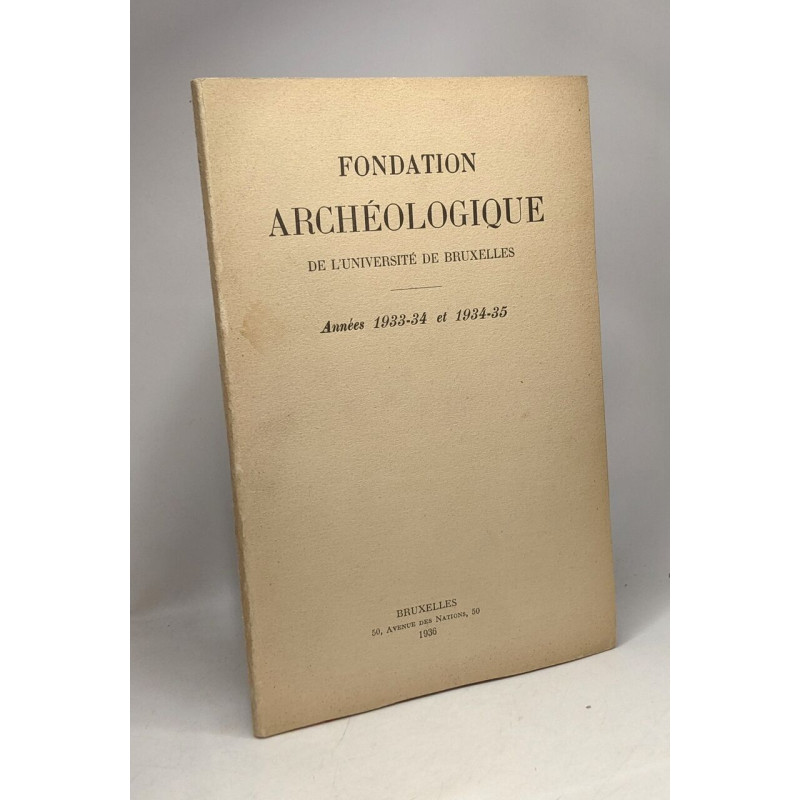 FONDATION
ARCHÉOLOGIQUE
DE L'UNIVERSITÉ DE BRUXELLES
Années 1933-34 et 1934-35
BRUXELLES
50, AVENUE DES NATIONS, 50
1936